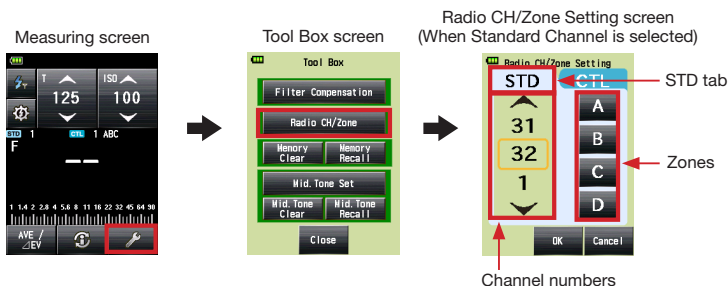 Measuring screen
T
125
ISO
100
STD 1 CTL 1 ABC
F
1 1.4 2 2.8 4 5.6 8 11 16 22 32 45 64 90
AVE /
⊿EV
Tool Box screen
Tool Box
Filter Compensation
Radio CH/Zone
Memory Clear
Memory Recall
Mid. Tone Set
Mid. Tone Clear
Mid. Tone Recall
Close
Radio CH/Zone Setting screen
(When Standard Channel is selected)
Radio CH/Zone Setting
STD
CTL
31
32
1
A
B
C
D
OK
Cancel
STD tab
Zones
Channel numbers